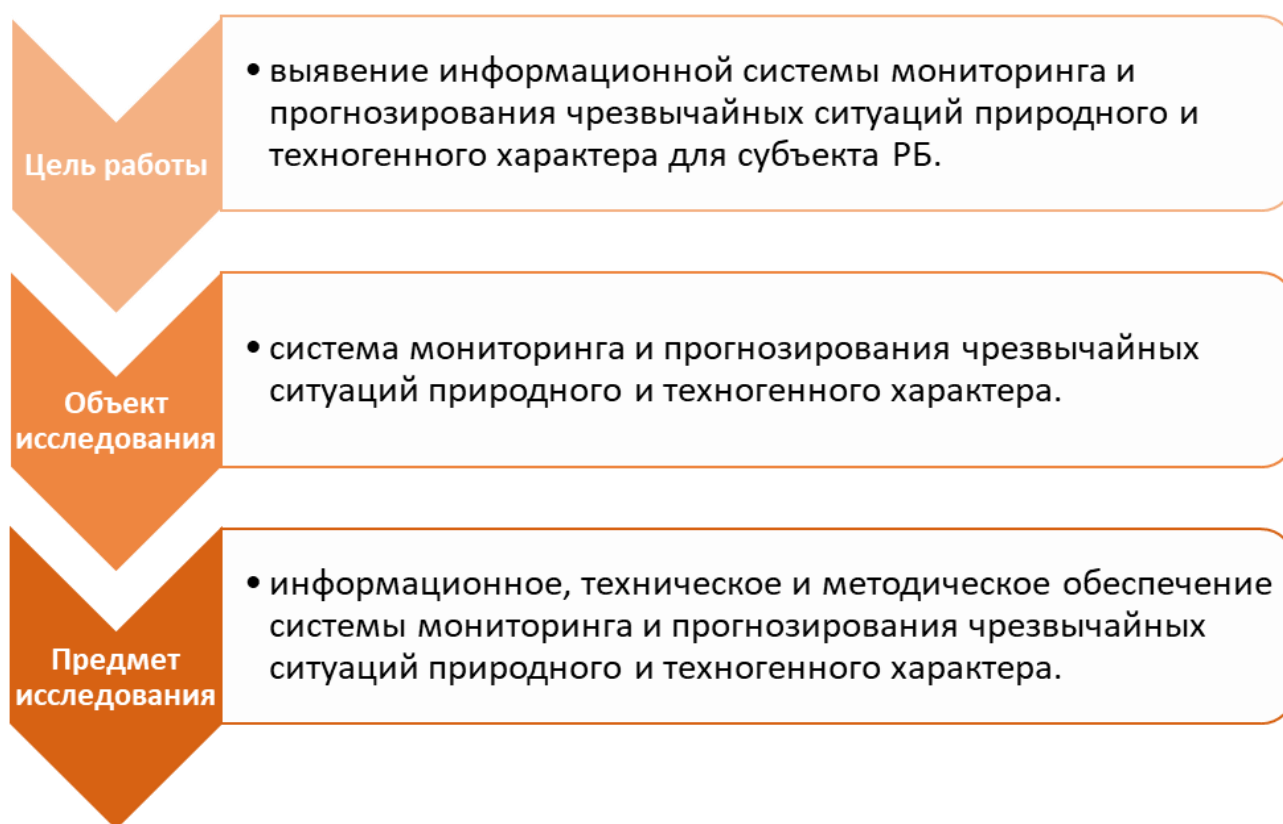 Цель работы
• выявение информационной системы мониторинга и
прогнозирования чрезвычайных ситуаций природного и
техногенного характера для субъекта РБ.
Объект
исследования
• система мониторинга и прогнозирования чрезвычайных
ситуаций природного и техногенного характера.
Предмет
исследования
• информационное, техническое и методическое обеспечение
системы мониторинга и прогнозирования чрезвычайных
ситуаций природного и техногенного характера.